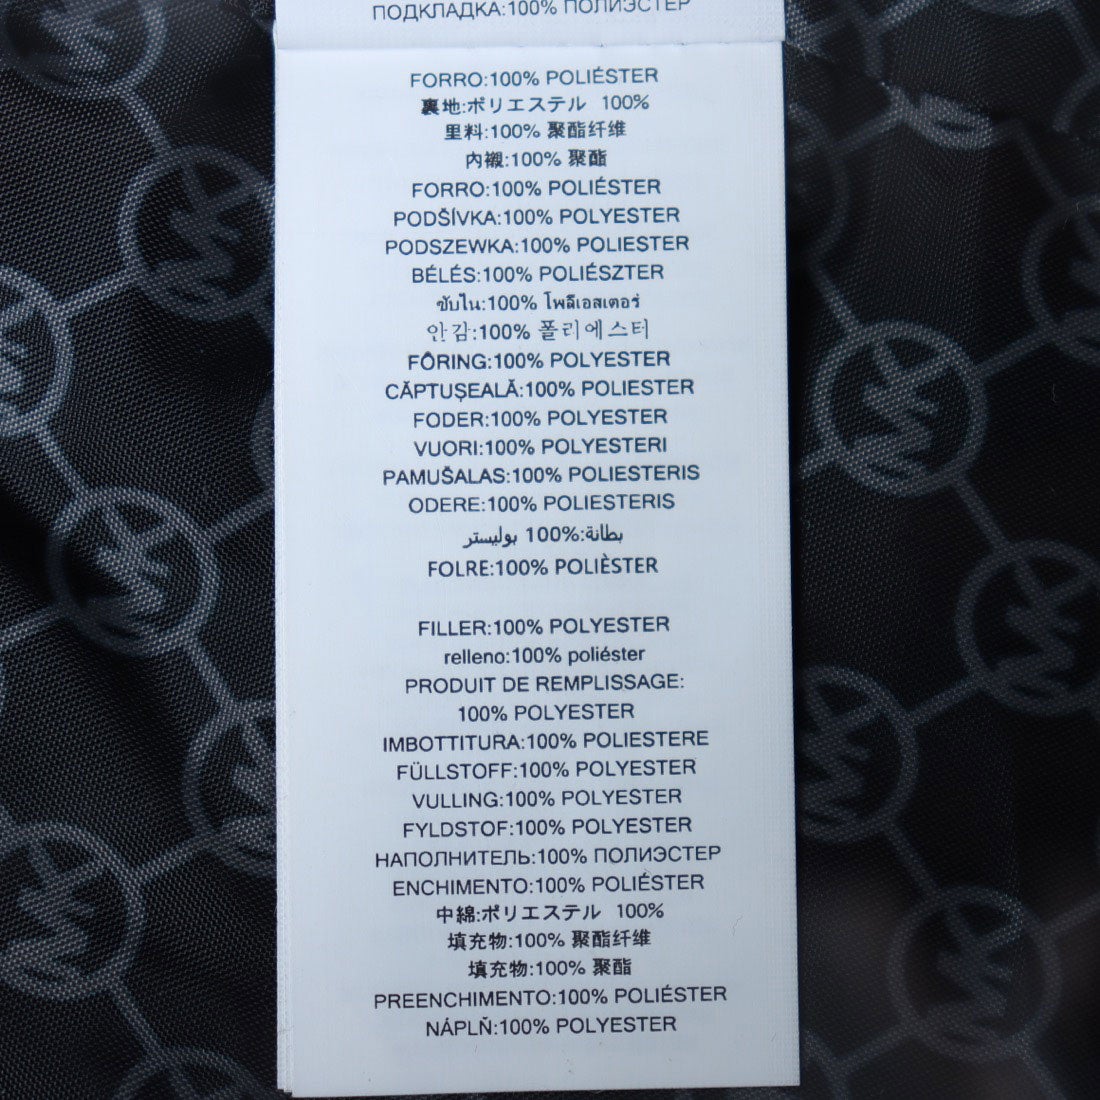 ПОДКЛАДКА:100% ПОЛИЭСТЕР
FORRO:100% POLIÉSTER
裏地:ポリエステル 100%
里料:100% 聚酯纤维
內襯:100% 聚酯
FORRO:100% POLIÉSTER
PODŠÍVKA:100% POLYESTER
PODSZEWKA:100% POLIESTER
BÉLÉS:100% POLIÉSZTER
ซับใน:100% โพลีเอสเตอร์
안감:100% 폴리에스터
FÔRING:100% POLYESTER
CĂPTUŞEALĂ:100% POLIESTER
FODER:100% POLYESTER
VUORI:100% POLYESTERI
PAMUŠALAS:100% POLIESTERIS
ODERE:100% POLIESTERIS
بطانة:%100 بوليستر
FOLRE:100% POLIÈSTER
FILLER:100% POLYESTER
relleno:100% poliéster
PRODUIT DE REMPLISSAGE:
100% POLYESTER
IMBOTTITURA:100% POLIESTERE
FÜLLSTOFF:100% POLYESTER
VULLING:100% POLYESTER
FYLDSTOF:100% POLYESTER
НАПОЛНИТЕЛЬ:100% ПОЛИЭСТЕР
ENCHIMENTO:100% POLIÉSTER
中綿:ポリエステル 100%
填充物:100% 聚酯纤维
填充物:100% 聚酯
PREENCHIMENTO:100% POLIÉSTER
NÁPLŇ:100% POLYESTER